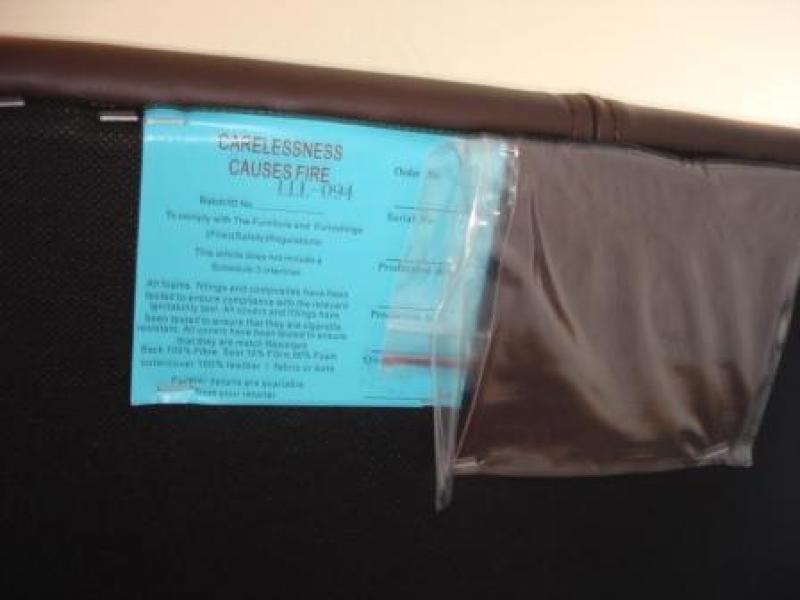 CARELESSNESS
CAUSES FIRE
LLL-094
Batch/ID No
To comply with The Furniture and Furnishings
(Fire)(Safety)Regulations
This article does not include a
Schedule 3 interliner
All foams, fillings and composites have been
tested to ensure compliance with the relevant
ignitability test. All covers and fillings have
been tested to ensure that they are cigarette
resistant. All covers have been tested to ensure
that they are match Resistant
Back 100% Fibre. Seat 10% Fibre 90% Foam
outercover 100% leather / fabric or suite
Further details are available
from your retailer
Order No
Serial No